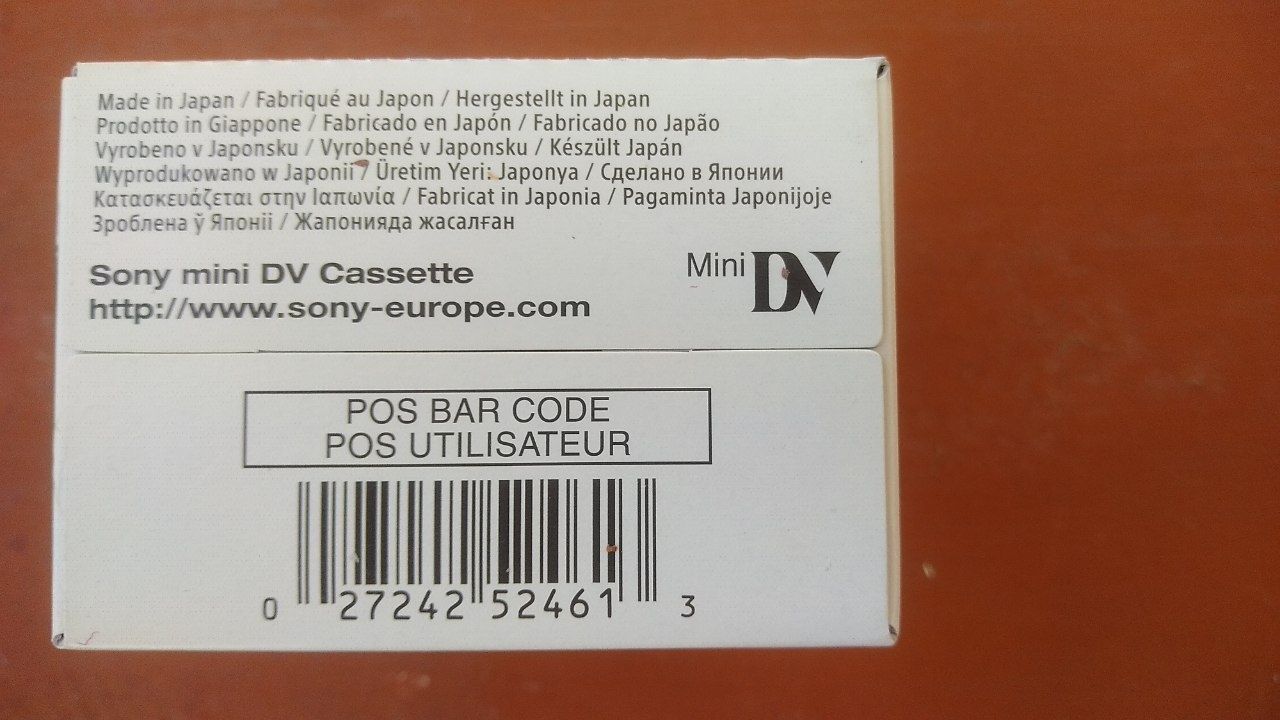 Made in Japan / Fabriqué au Japon / Hergestellt in Japan
Prodotto in Giappone / Fabricado en Japón / Fabricado no Japão
Vyrobeno v Japonsku / Vyrobené v Japonsku / Készült Japán
Wyprodukowano w Japonii / Üretim Yeri: Japonya / Сделано в Японии
Κατασκευάζεται στην Ιαπωνία / Fabricat in Japonia / Pagaminta Japonijoje
Зроблена ў Японіі / Жапонияда жасалған
Sony mini DV Cassette
http://www.sony-europe.com
Mini DV
POS BAR CODE
POS UTILISATEUR
0 27242 52461 3